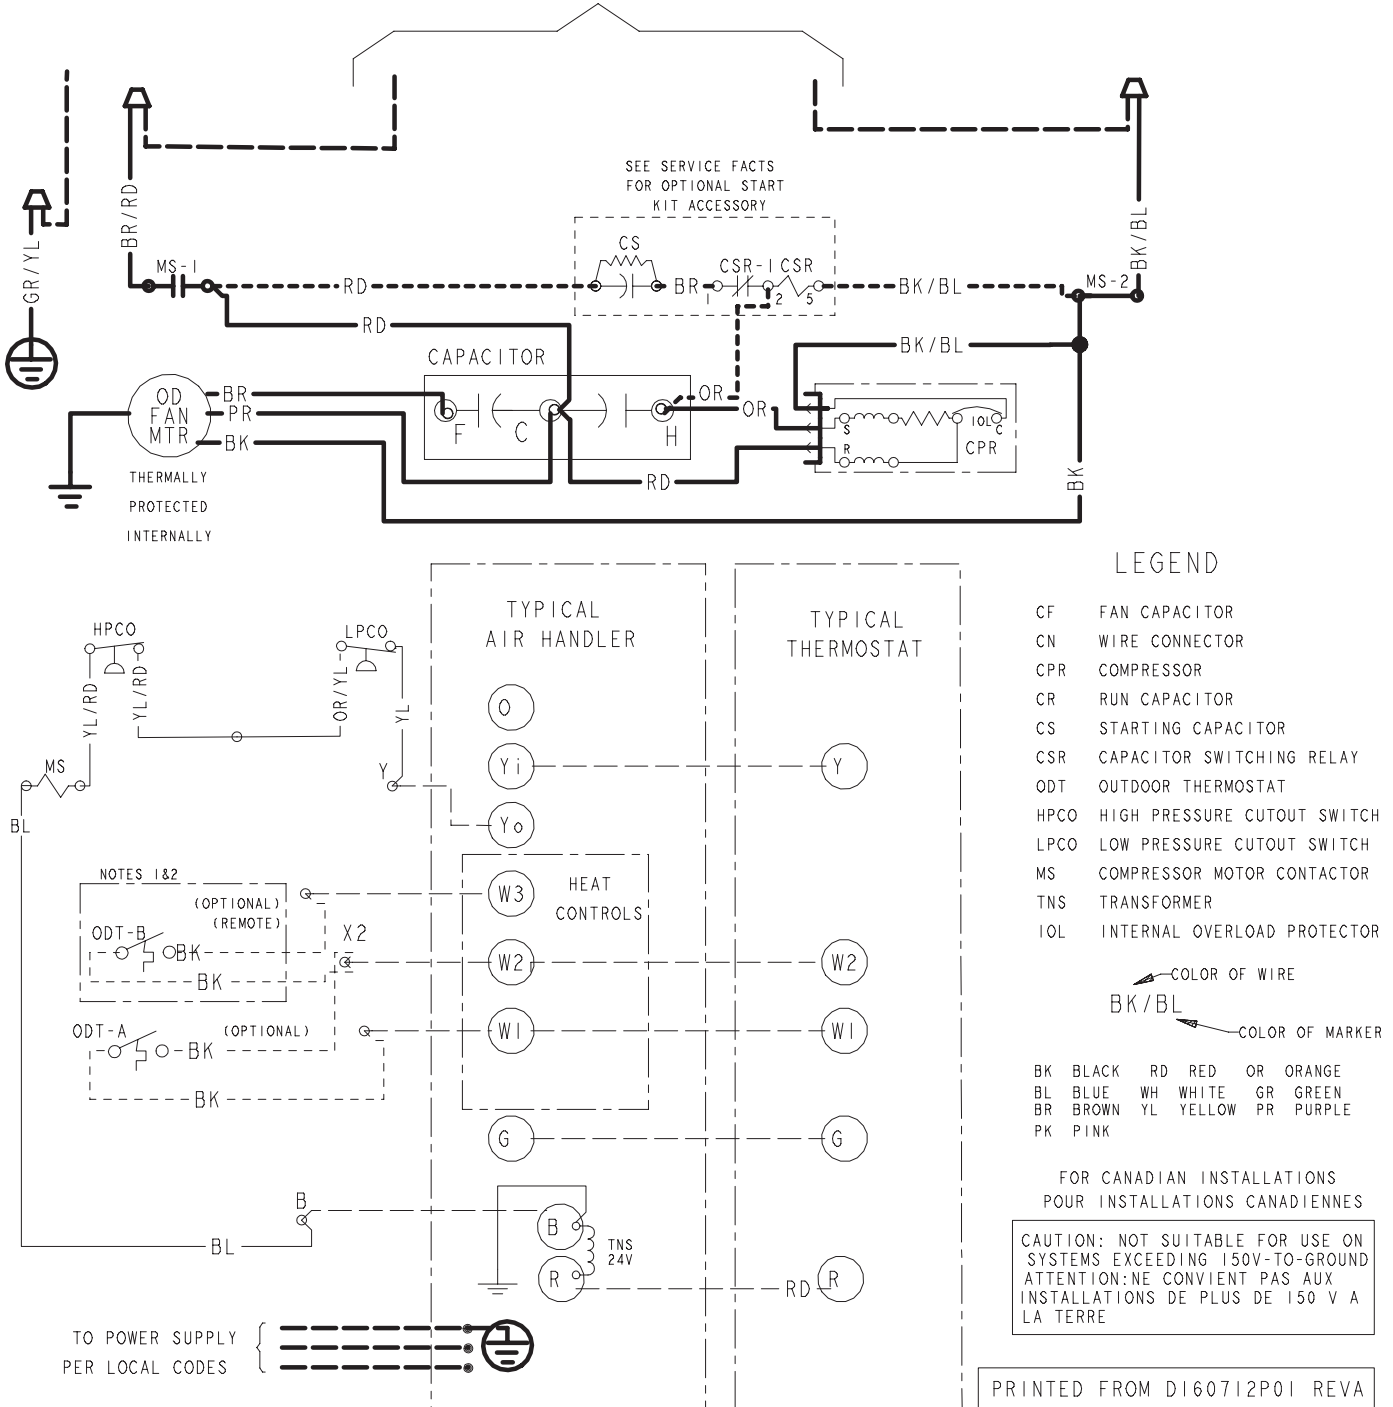 SEE SERVICE FACTS
FOR OPTIONAL START
KIT ACCESSORY
BR/RD
BK/BL
GR/YL
MS-1
RD
CS
BR
CSR-1
CSR
1
2
5
BK/BL
MS-2
RD
BK/BL
CAPACITOR
OD
FAN
MTR
BR
PR
BK
F
C
H
OR
OR
S
R
IOL
C
CPR
RD
BK
THERMALLY
PROTECTED
INTERNALLY
HPCO
LPCO
YL/RD
YL/RD
OR/YL
YL
MS
Y
BL
TYPICAL
AIR HANDLER
TYPICAL
THERMOSTAT
O
Yi
Y
Yo
NOTES 1&2
(OPTIONAL)
(REMOTE)
W3
HEAT
CONTROLS
ODT-B
BK
BK
X2
W2
W2
ODT-A
(OPTIONAL)
BK
BK
W1
W1
G
G
B
BL
B
R
TNS
24V
RD
R
TO POWER SUPPLY
PER LOCAL CODES
LEGEND
CF FAN CAPACITOR
CN WIRE CONNECTOR
CPR COMPRESSOR
CR RUN CAPACITOR
CS STARTING CAPACITOR
CSR CAPACITOR SWITCHING RELAY
ODT OUTDOOR THERMOSTAT
HPCO HIGH PRESSURE CUTOUT SWITCH
LPCO LOW PRESSURE CUTOUT SWITCH
MS COMPRESSOR MOTOR CONTACTOR
TNS TRANSFORMER
IOL INTERNAL OVERLOAD PROTECTOR
COLOR OF WIRE
BK/BL
COLOR OF MARKER
BK BLACK RD RED OR ORANGE
BL BLUE WH WHITE GR GREEN
BR BROWN YL YELLOW PR PURPLE
PK PINK
FOR CANADIAN INSTALLATIONS
POUR INSTALLATIONS CANADIENNES
CAUTION: NOT SUITABLE FOR USE ON
SYSTEMS EXCEEDING 150V-TO-GROUND
ATTENTION:NE CONVIENT PAS AUX
INSTALLATIONS DE PLUS DE 150 V A
LA TERRE
PRINTED FROM D160712P01 REVA